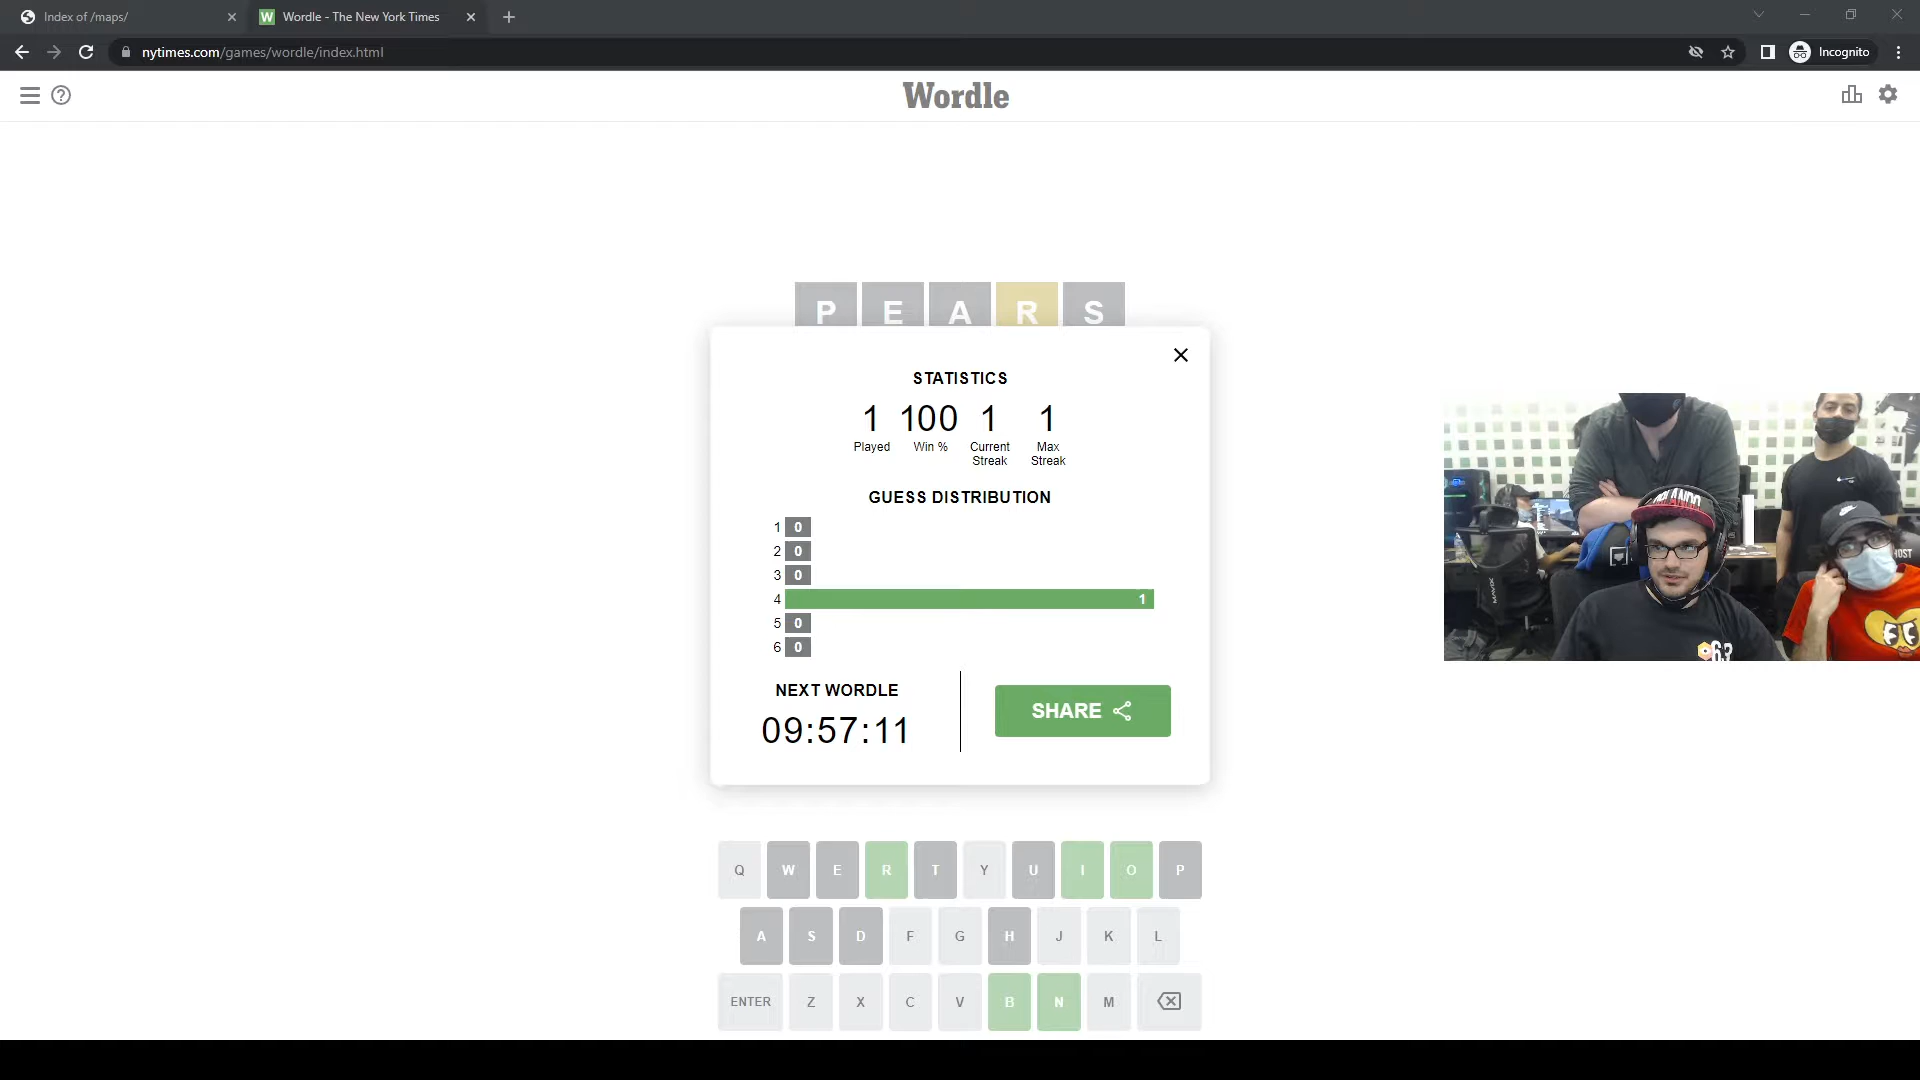 Index of /maps/
Wordle - The New York Times
nytimes.com/games/wordle/index.html
Incognito
Wordle
P E A R S
STATISTICS
1 100 1 1
Played Win % Current Streak Max Streak
GUESS DISTRIBUTION
1 0
2 0
3 0
4 1
5 0
6 0
NEXT WORDLE
09:57:11
SHARE
Q W E R T Y U I O P
A S D F G H J K L
ENTER Z X C V B N M
ORLANDO
63